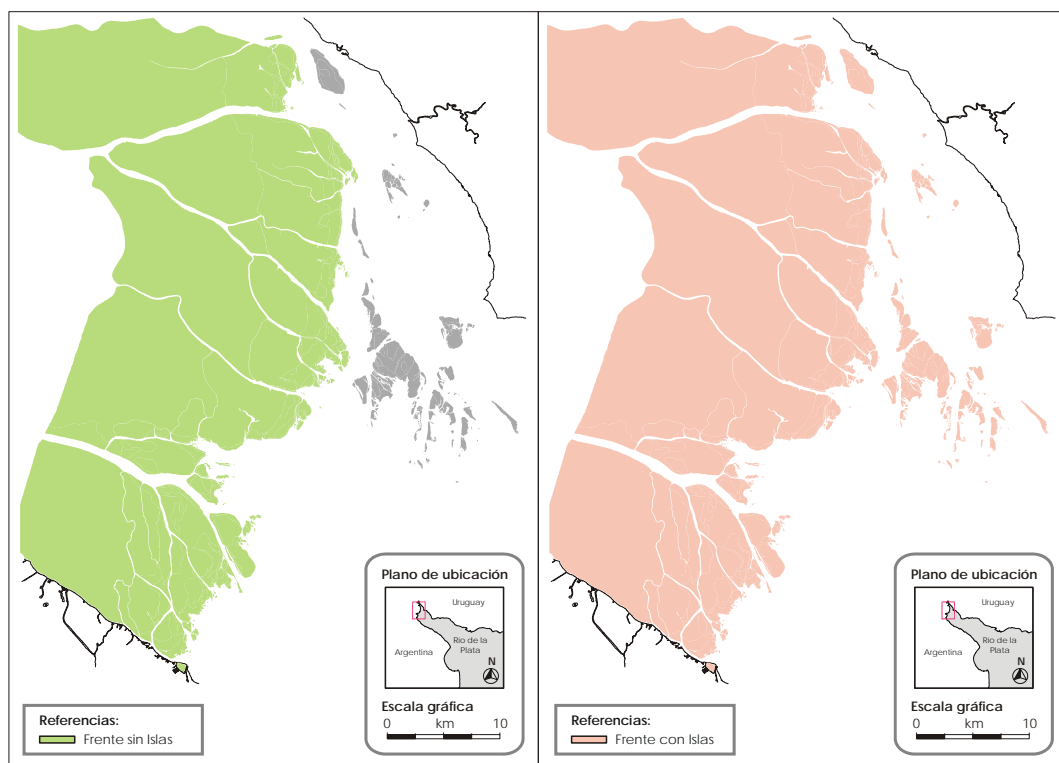 Plano de ubicación
Uruguay
Argentina
Río de la
Plata
N
Escala gráfica
0 km 10
Referencias:
Frente sin Islas
Plano de ubicación
Uruguay
Argentina
Río de la
Plata
N
Escala gráfica
0 km 10
Referencias:
Frente con Islas